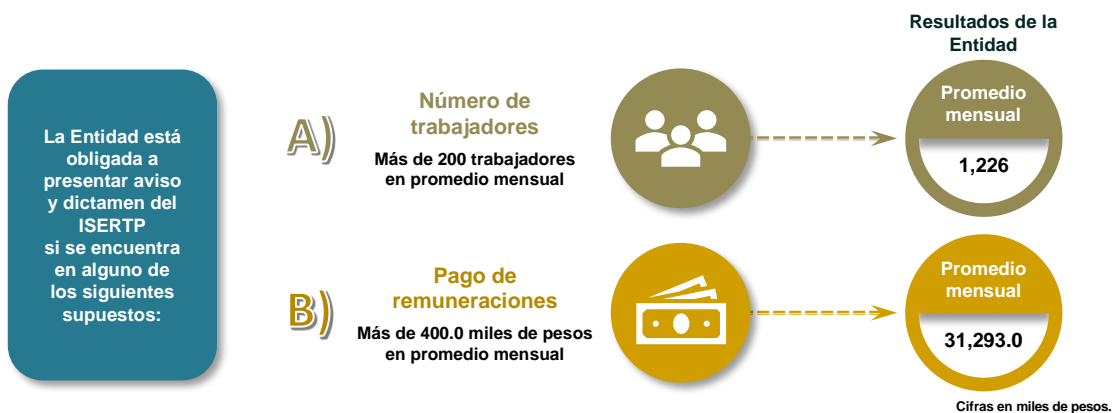 La Entidad está
obligada a
presentar aviso
y dictamen del
ISERTP
si se encuentra
en alguno de
los siguientes
supuestos:
A)
Número de
trabajadores
Más de 200 trabajadores
en promedio mensual
Resultados de la
Entidad
Promedio
mensual
1,226
B)
Pago de
remuneraciones
Más de 400.0 miles de pesos
en promedio mensual
Promedio
mensual
31,293.0
Cifras en miles de pesos.